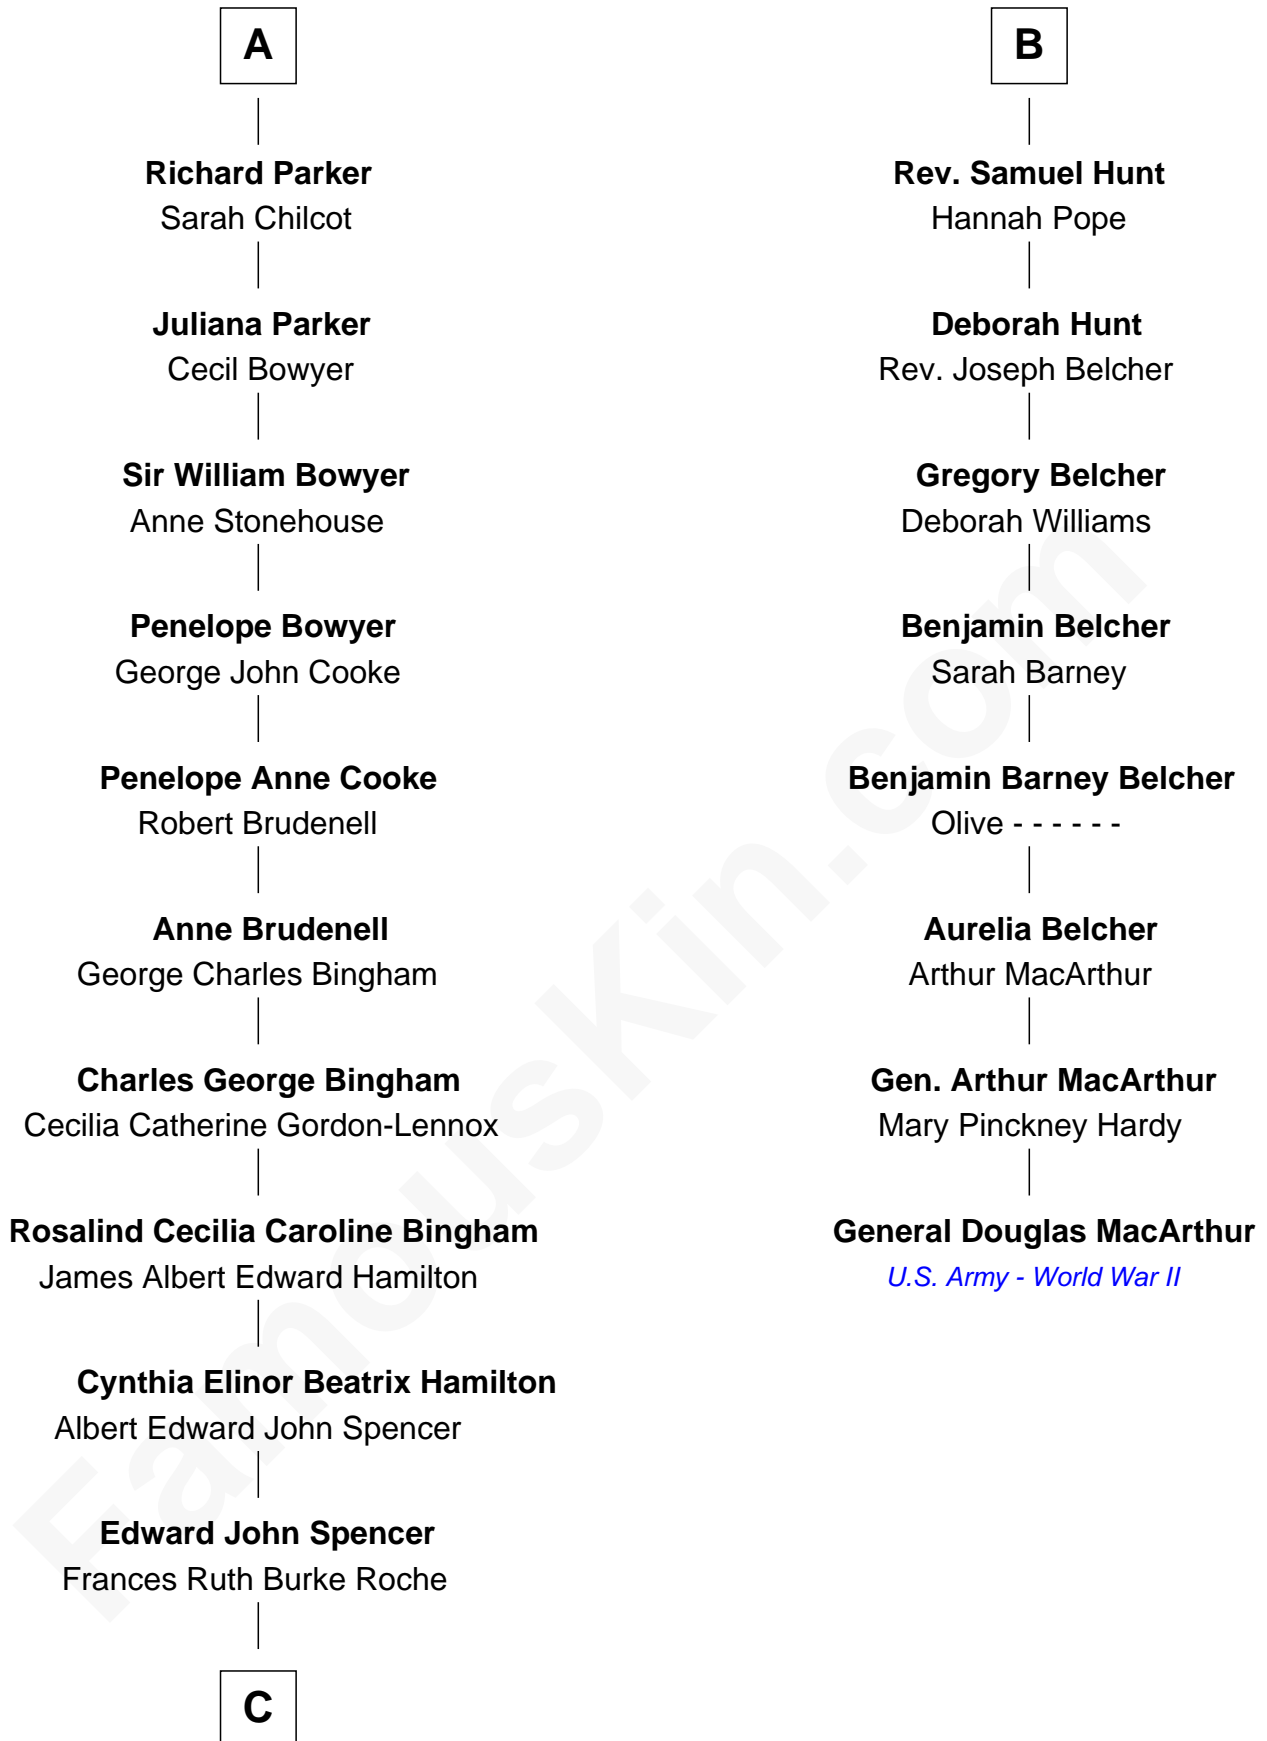 A
Richard Parker
Sarah Chilcot
Juliana Parker
Cecil Bowyer
Sir William Bowyer
Anne Stonehouse
Penelope Bowyer
George John Cooke
Penelope Anne Cooke
Robert Brudenell
Anne Brudenell
George Charles Bingham
Charles George Bingham
Cecilia Catherine Gordon-Lennox
Rosalind Cecilia Caroline Bingham
James Albert Edward Hamilton
Cynthia Elinor Beatrix Hamilton
Albert Edward John Spencer
Edward John Spencer
Frances Ruth Burke Roche
C
B
Rev. Samuel Hunt
Hannah Pope
Deborah Hunt
Rev. Joseph Belcher
Gregory Belcher
Deborah Williams
Benjamin Belcher
Sarah Barney
Benjamin Barney Belcher
Olive - - - - - -
Aurelia Belcher
Arthur MacArthur
Gen. Arthur MacArthur
Mary Pinckney Hardy
General Douglas MacArthur
U.S. Army - World War II
FamousKin.com